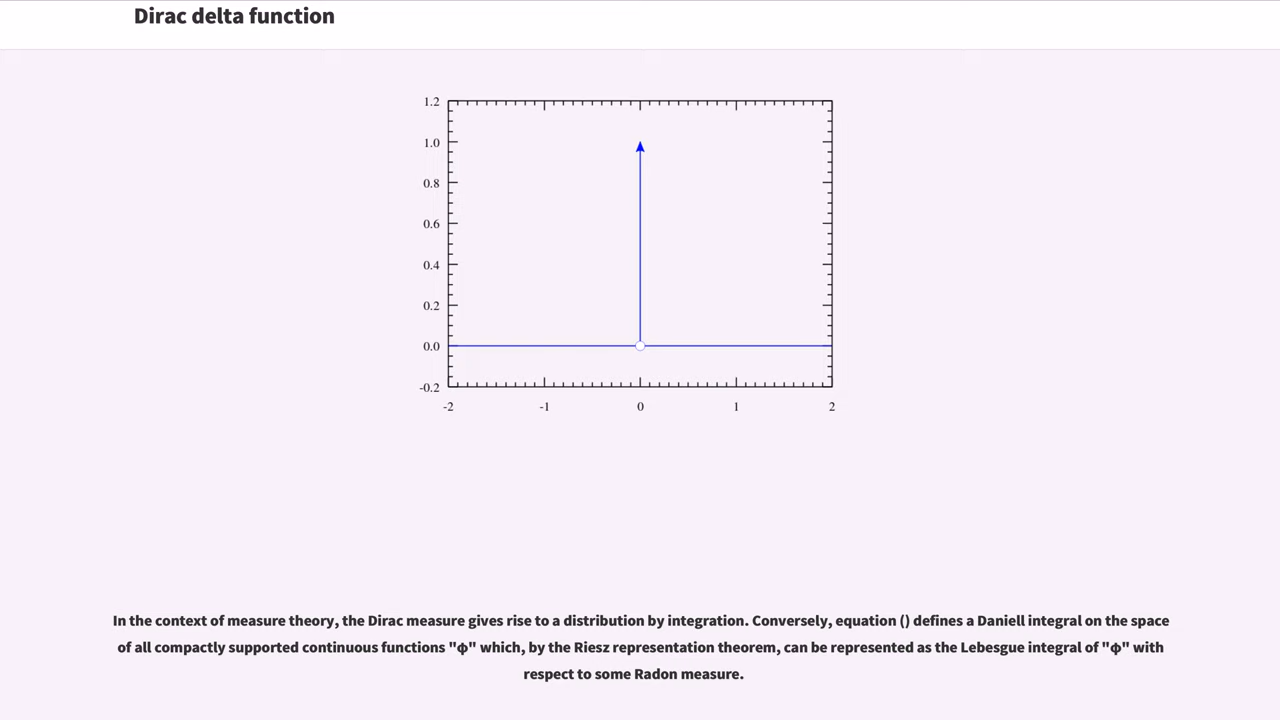 Dirac delta function
1.2
1.0
0.8
0.6
0.4
0.2
0.0
-0.2
-2 -1 0 1 2
In the context of measure theory, the Dirac measure gives rise to a distribution by integration. Conversely, equation () defines a Daniell integral on the space
of all compactly supported continuous functions "φ" which, by the Riesz representation theorem, can be represented as the Lebesgue integral of "φ" with
respect to some Radon measure.